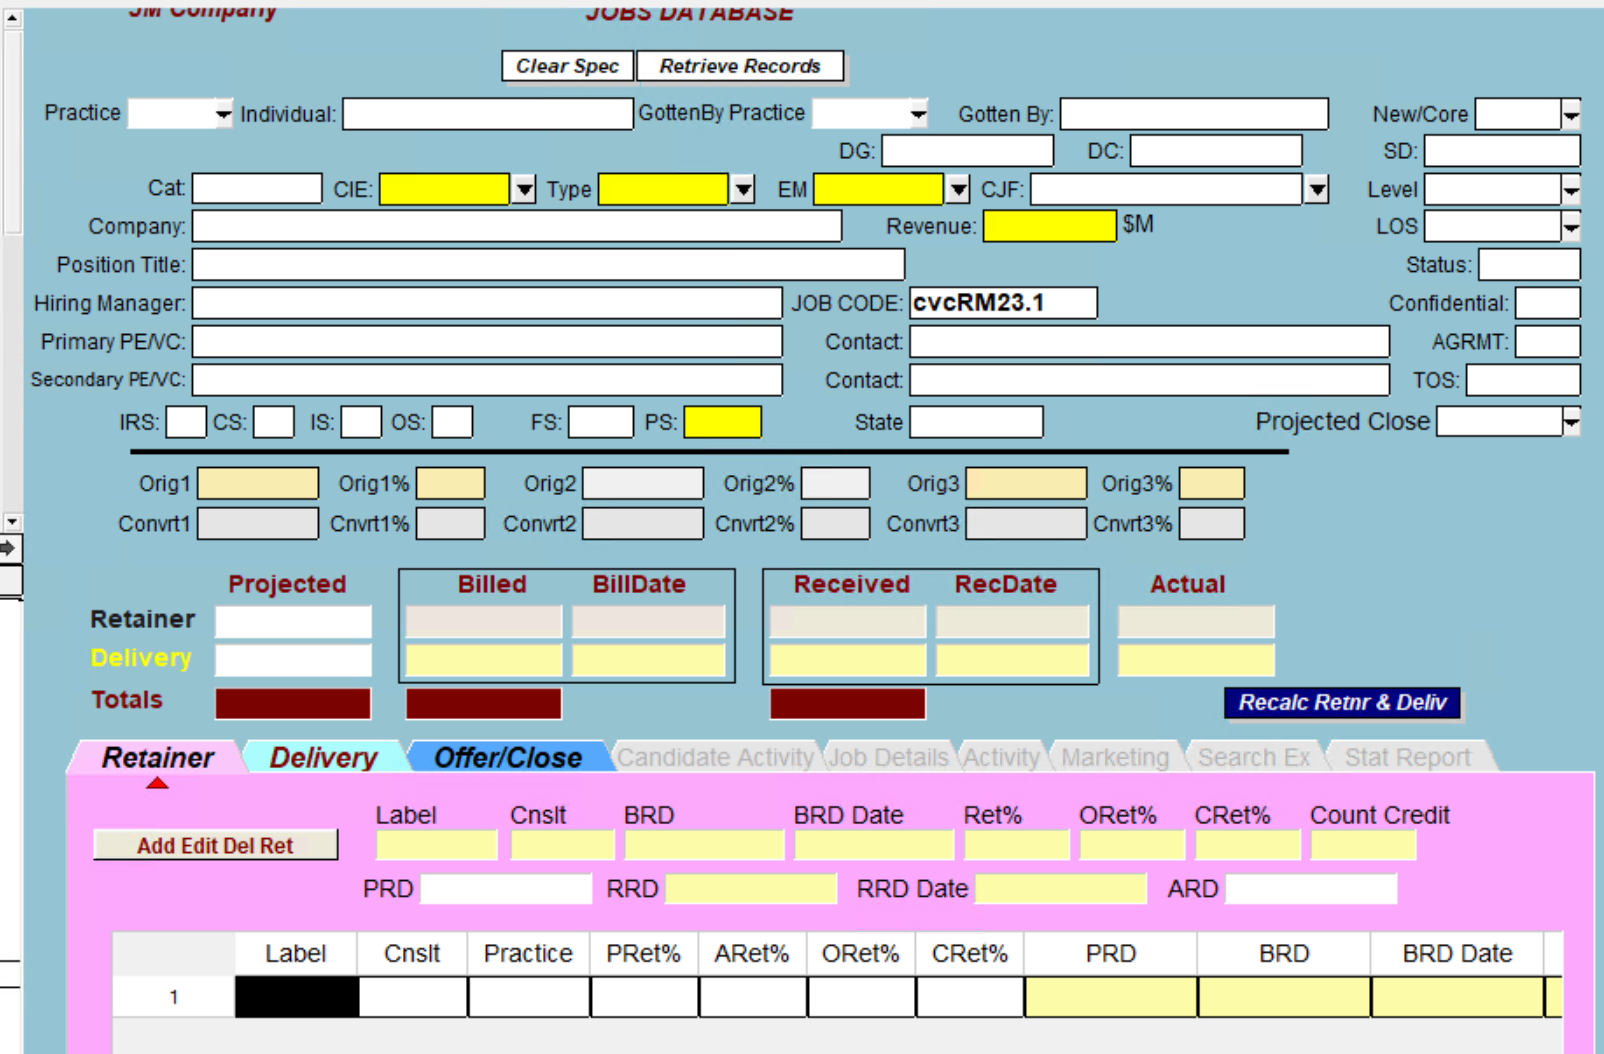 JM Company JOBS DATABASE
Clear Spec Retrieve Records
Practice Individual: GottenBy Practice Gotten By: New/Core
DG: DC: SD:
Cat: CIE: Type EM CJF: Level
Company: Revenue: $M LOS
Position Title: Status:
Hiring Manager: JOB CODE: cvcRM23.1 Confidential:
Primary PE/VC: Contact: AGRMT:
Secondary PE/VC: Contact: TOS:
IRS: CS: IS: OS: FS: PS: State Projected Close
Orig1 Orig1% Orig2 Orig2% Orig3 Orig3%
Convrt1 Cnvrt1% Convrt2 Cnvrt2% Convrt3 Cnvrt3%
Projected Billed BillDate Received RecDate Actual
Retainer
Delivery
Totals Recalc Retnr & Deliv
Retainer Delivery Offer/Close Candidate Activity Job Details Activity Marketing Search Ex Stat Report
Label Cnslt BRD BRD Date Ret% ORet% CRet% Count Credit
Add Edit Del Ret
PRD RRD RRD Date ARD
Label Cnslt Practice PRet% ARet% ORet% CRet% PRD BRD BRD Date
1